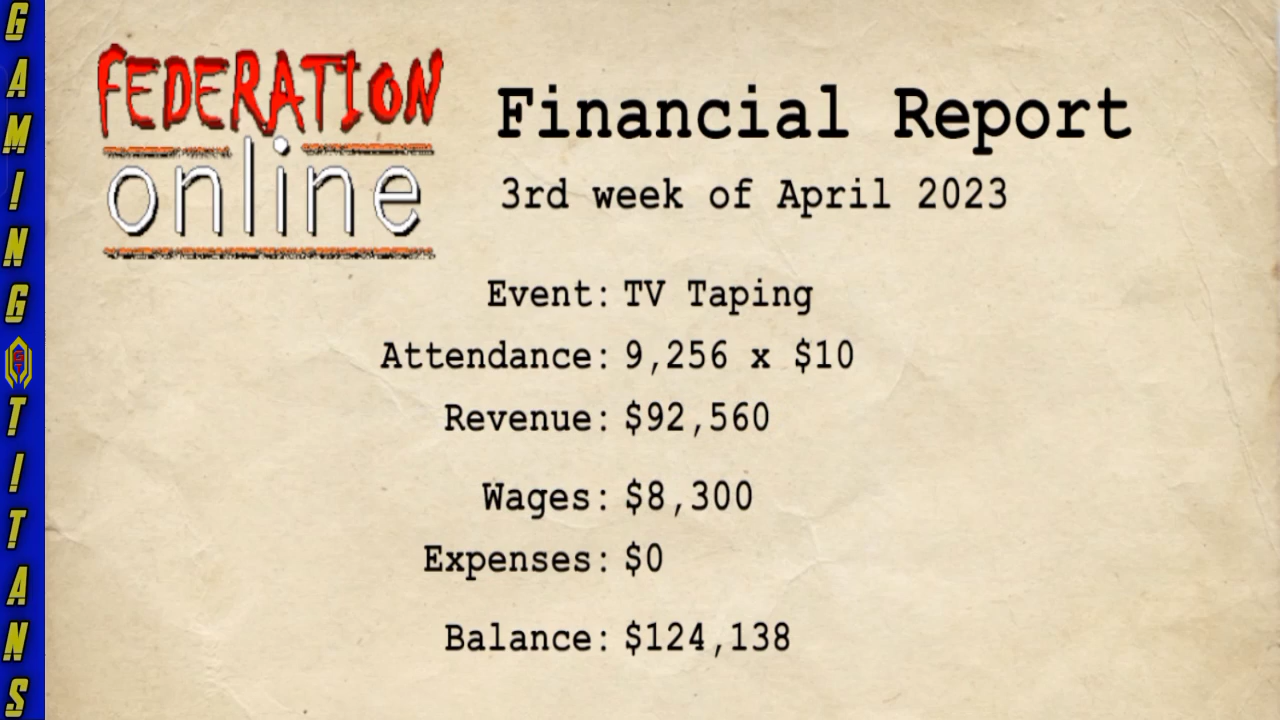 GAMING TITANS
FEDERATION
online
Financial Report
3rd week of April 2023
Event: TV Taping
Attendance: 9,256 x $10
Revenue: $92,560
Wages: $8,300
Expenses: $0
Balance: $124,138